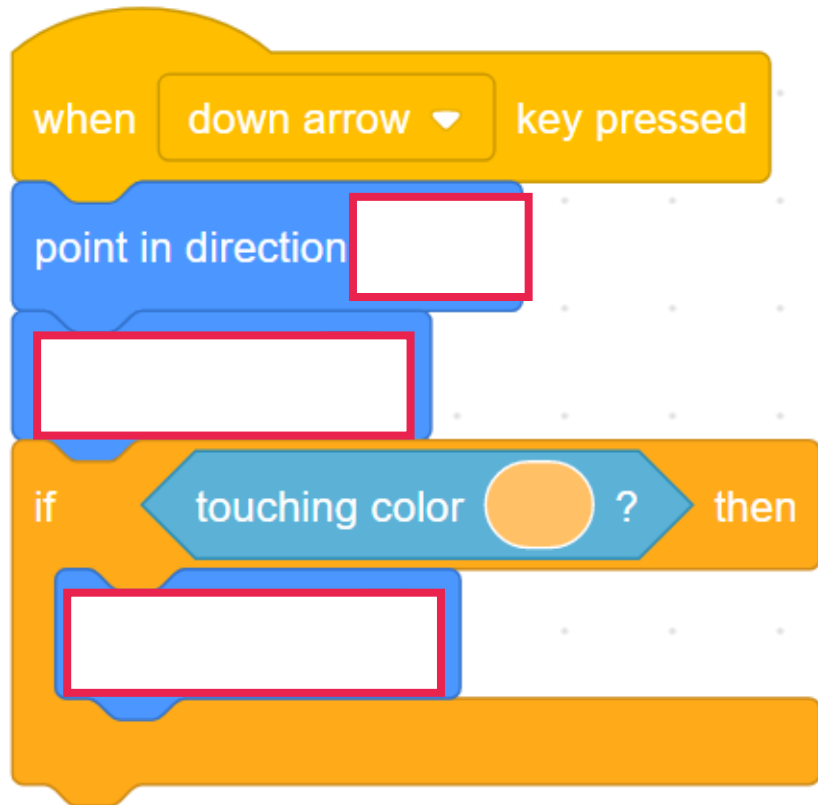 when down arrow key pressed
point in direction
if touching color ? then